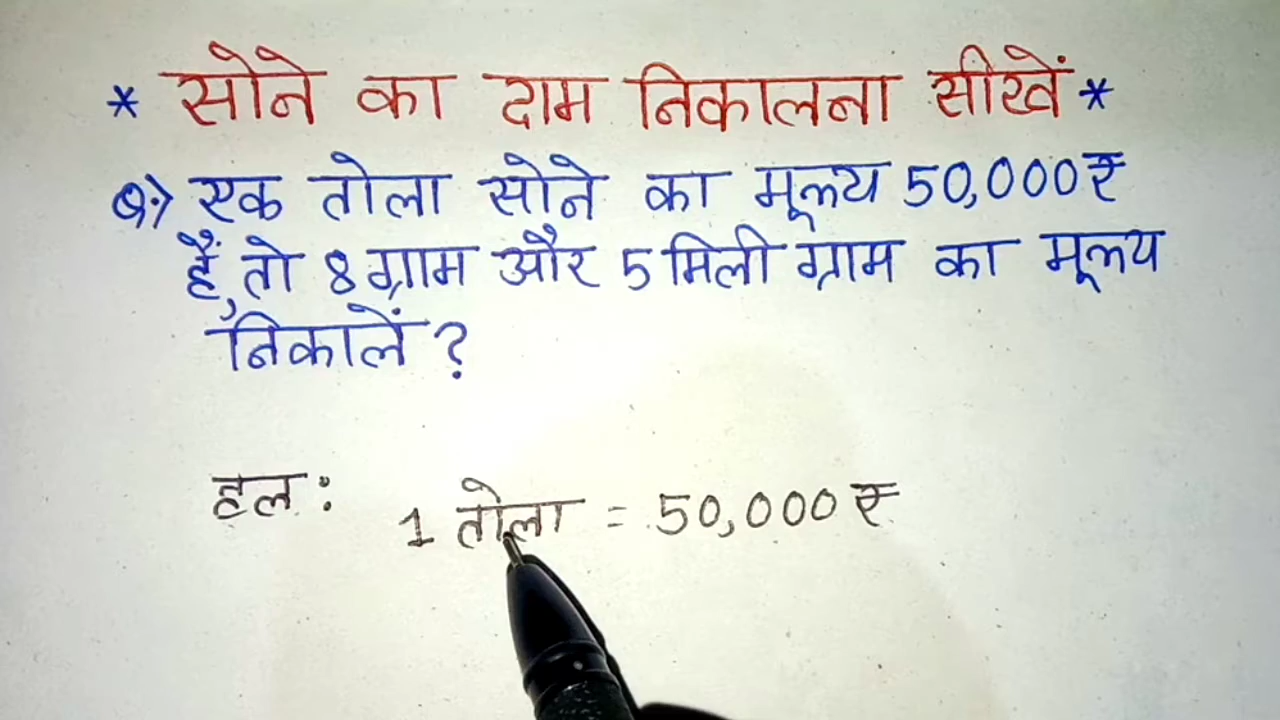 * सोने का दाम निकालना सीखें *
Q.) एक तोला सोने का मूल्य 50,000₹
हैं, तो 8 ग्राम और 5 मिली ग्राम का मूल्य
निकालें ?
हल : 1 तोला = 50,000 ₹